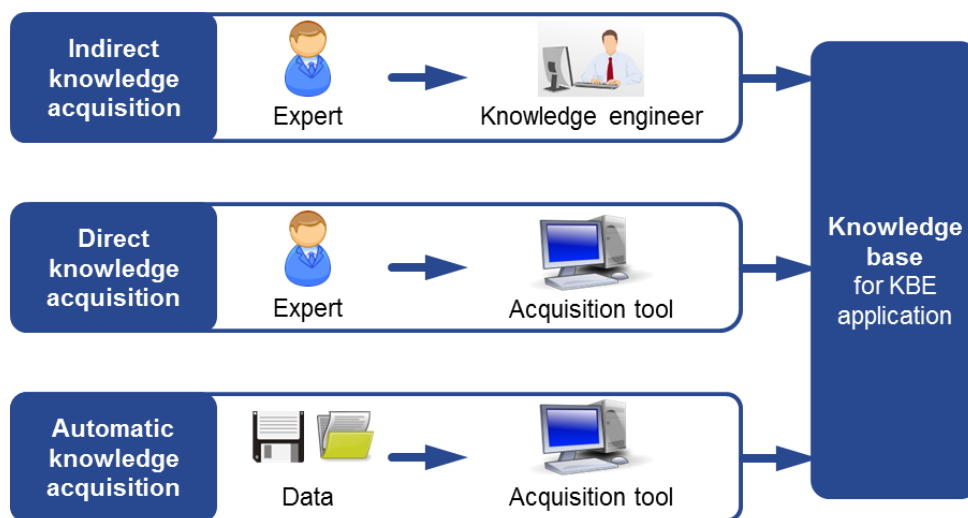 Indirect
knowledge
acquisition
Expert
Knowledge engineer
Direct
knowledge
acquisition
Expert
Acquisition tool
Automatic
knowledge
acquisition
Data
Acquisition tool
Knowledge
base
for KBE
application